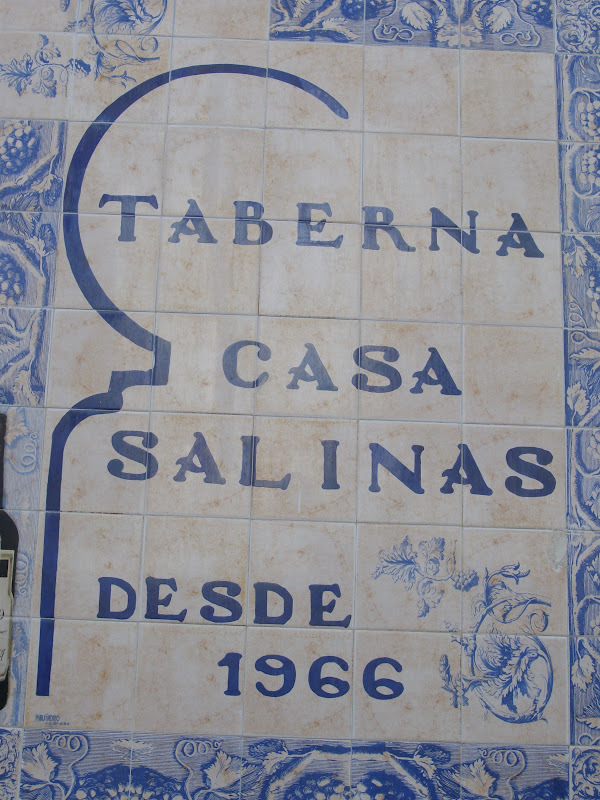 TABERNA
CASA
SALINAS
DESDE
1966